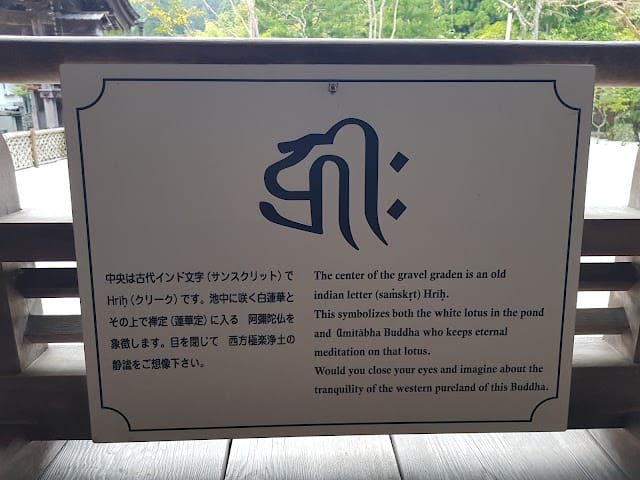 𑖮𑖿𑖨𑖱𑖾
中央は古代インド文字(サンスクリット)で
Hriḥ(クリーク)です。池中に咲く白蓮華と
その上で禅定(蓮華定)に入る 阿彌陀仏を
象徴します。目を閉じて 西方極楽浄土の
静謐をご想像下さい。
The center of the gravel graden is an old
indian letter (saṁskṛt) Hriḥ.
This symbolizes both the white lotus in the pond
and Ūmitābha Buddha who keeps eternal
meditation on that lotus.
Would you close your eyes and imagine about the
tranquility of the western pureland of this Buddha.